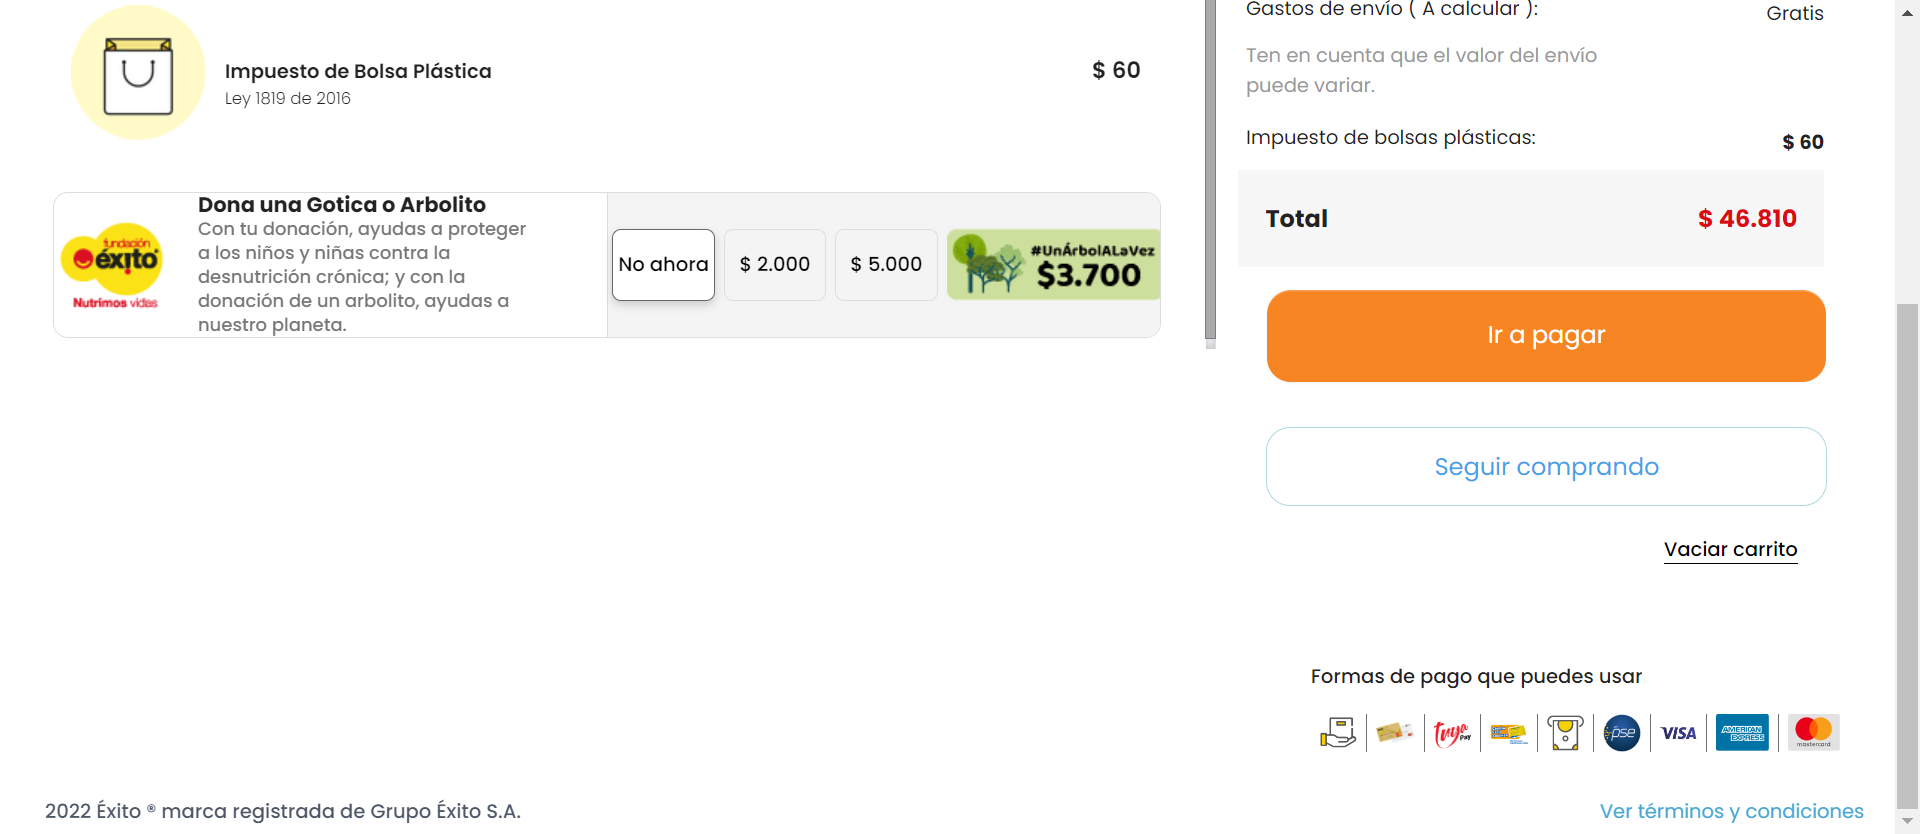 Impuesto de Bolsa Plástica
Ley 1819 de 2016
$ 60
fundación
éxito
Nutrimos vidas
Dona una Gotica o Arbolito
Con tu donación, ayudas a proteger
a los niños y niñas contra la
desnutrición crónica; y con la
donación de un arbolito, ayudas a
nuestro planeta.
No ahora
$ 2.000
$ 5.000
#UnÁrbolALaVez
$3.700
Gastos de envío ( A calcular ):
Gratis
Ten en cuenta que el valor del envío
puede variar.
Impuesto de bolsas plásticas:
$ 60
Total
$ 46.810
Ir a pagar
Seguir comprando
Vaciar carrito
Formas de pago que puedes usar
tuya
pay
pse
VISA
AMERICAN
EXPRESS
mastercard
2022 Éxito ® marca registrada de Grupo Éxito S.A.
Ver términos y condiciones